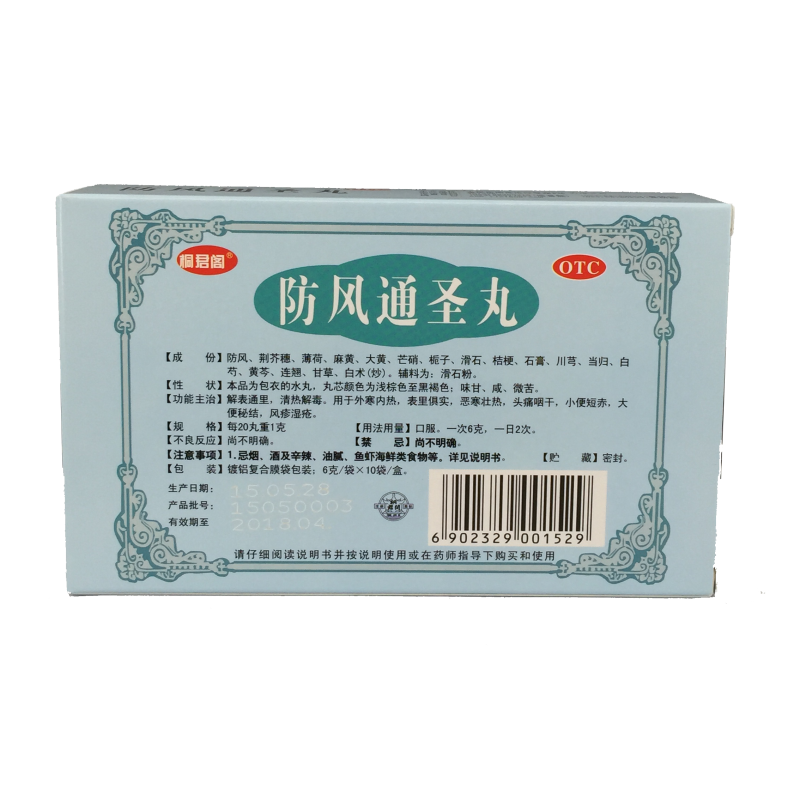 桐君阁®
OTC
防风通圣丸
【成 份】防风、荆芥穗、薄荷、麻黄、大黄、芒硝、栀子、滑石、桔梗、石膏、川芎、当归、白
芍、黄芩、连翘、甘草、白术(炒)。辅料为：滑石粉。
【性 状】本品为包衣的水丸，丸芯颜色为浅棕色至黑褐色；味甘、咸、微苦。
【功能主治】解表通里，清热解毒。用于外寒内热，表里俱实，恶寒壮热，头痛咽干，小便短赤，大
便秘结，风疹湿疮。
【规 格】每20丸重1克 【用法用量】口服。一次6克，一日2次。
【不良反应】尚不明确。 【禁 忌】尚不明确。
【注意事项】1.忌烟、酒及辛辣、油腻、鱼虾海鲜类食物等。详见说明书。 【贮 藏】密封。
【包 装】镀铝复合膜袋包装；6克/袋×10袋/盒。
生产日期： 15.05.28
产品批号： 15050003
有效期至 2018.04
6 902329 001529
请仔细阅读说明书并按说明使用或在药师指导下购买和使用